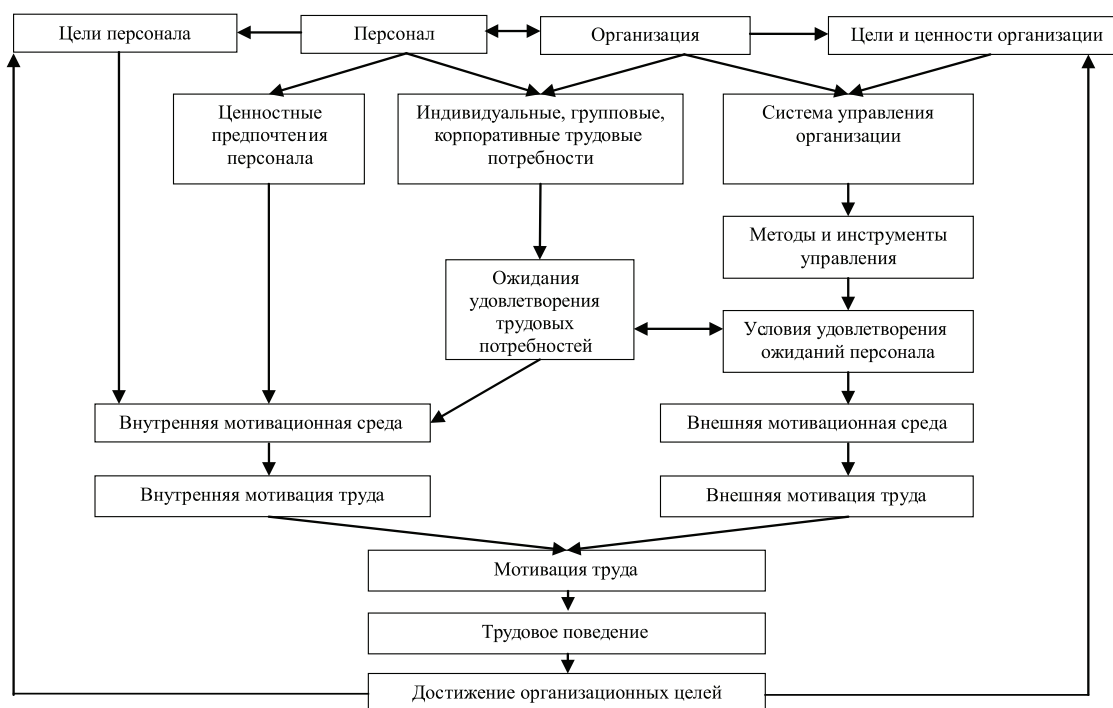 Цели персонала
Персонал
Организация
Цели и ценности организации
Ценностные
предпочтения
персонала
Индивидуальные, групповые,
корпоративные трудовые
потребности
Система управления
организации
Методы и инструменты
управления
Ожидания
удовлетворения
трудовых
потребностей
Условия удовлетворения
ожиданий персонала
Внутренняя мотивационная среда
Внешняя мотивационная среда
Внутренняя мотивация труда
Внешняя мотивация труда
Мотивация труда
Трудовое поведение
Достижение организационных целей